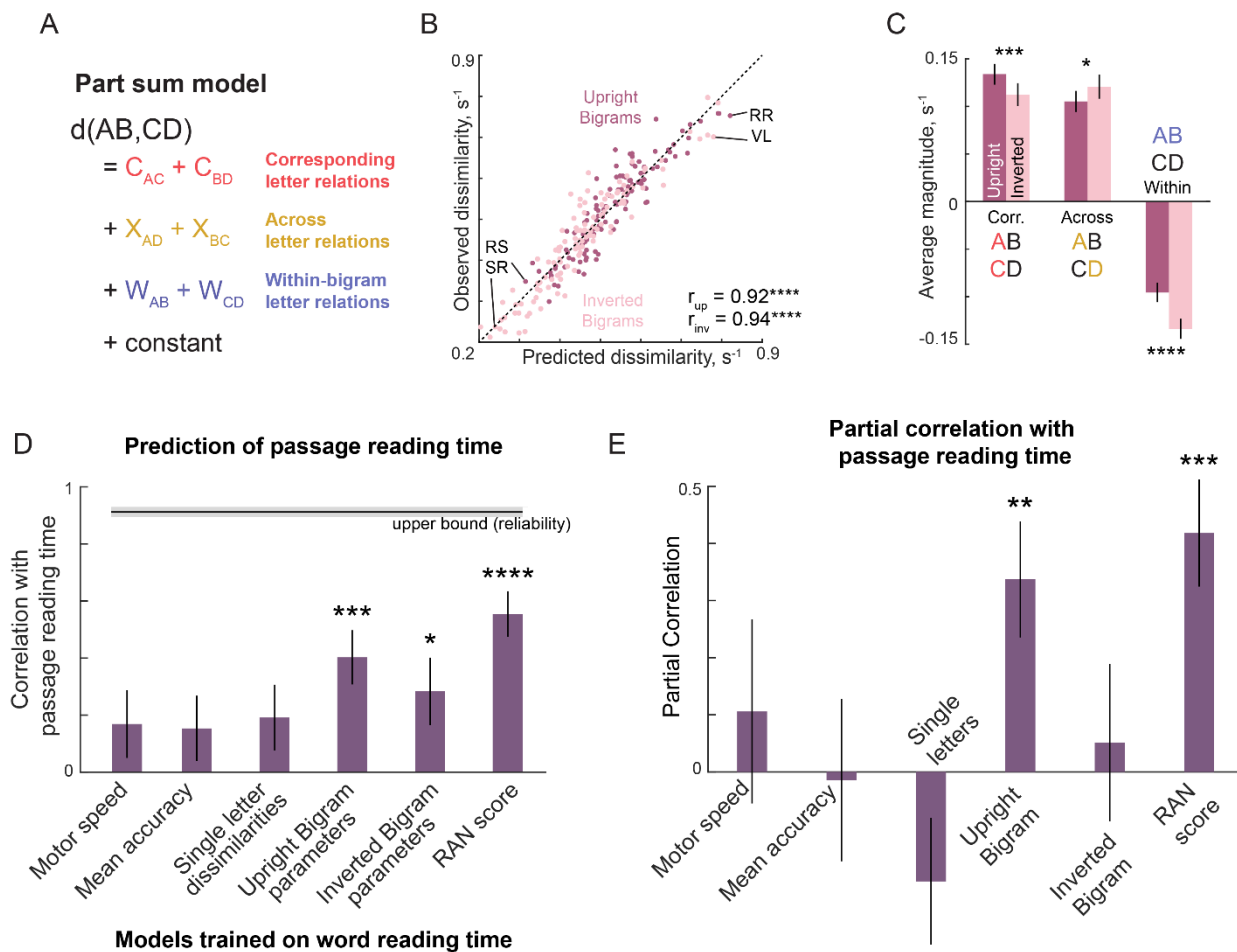 A
Part sum model
d(AB,CD)
= C_AC + C_BD
Corresponding
letter relations
+ X_AD + X_BC
Across
letter relations
+ W_AB + W_CD
Within-bigram
letter relations
+ constant
B
0.9
Observed dissimilarity, s⁻¹
Upright
Bigrams
RR
VL
RS
SR
Inverted
Bigrams
r_up = 0.92****
r_inv = 0.94****
0.2
Predicted dissimilarity, s⁻¹
0.9
C
0.15
0
-0.15
Average magnitude, s⁻¹
***
*
Upright
Inverted
Corr.
AB
CD
Across
AB
CD
AB
CD
Within
****
D
Prediction of passage reading time
1
0
Correlation with
passage reading time
upper bound (reliability)
***
*
****
Motor speed
Mean accuracy
Single letter
dissimilarities
Upright Bigram
parameters
Inverted Bigram
parameters
RAN score
Models trained on word reading time
E
Partial correlation with
passage reading time
0.5
0
Partial Correlation
**
***
Motor speed
Mean accuracy
Single
letters
Upright
Bigram
Inverted
Bigram
RAN
score